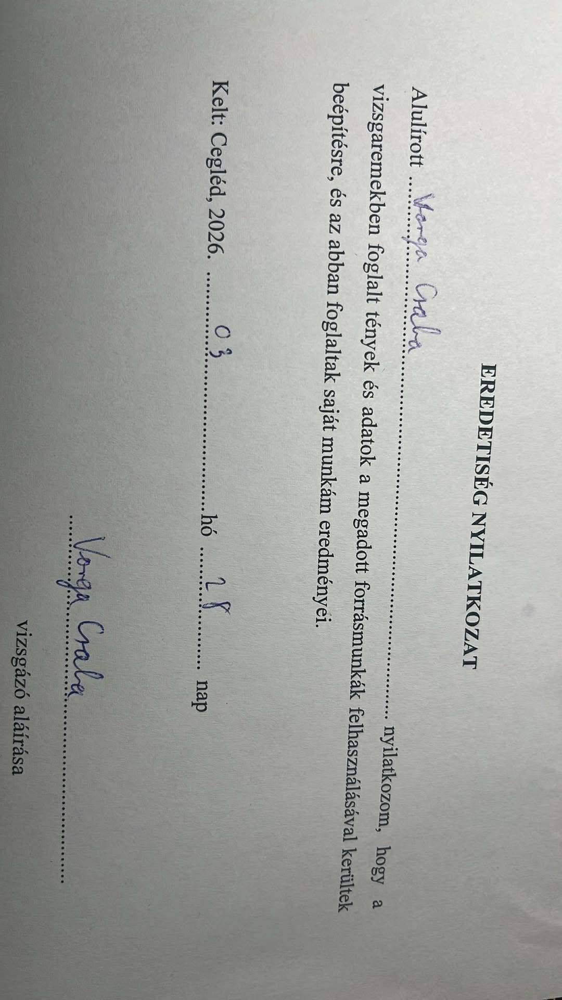 EREDETISÉG NYILATKOZAT
Alulírott ........Varga Csaba........ nyilatkozom, hogy a
vizsgaremekben foglalt tények és adatok a megadott forrásmunkák felhasználásával kerültek
beépítésre, és az abban foglaltak saját munkám eredményei.
Kelt: Cegléd, 2026. ........03........hó ........28........ nap
........Varga Csaba........
vizsgázó aláírása